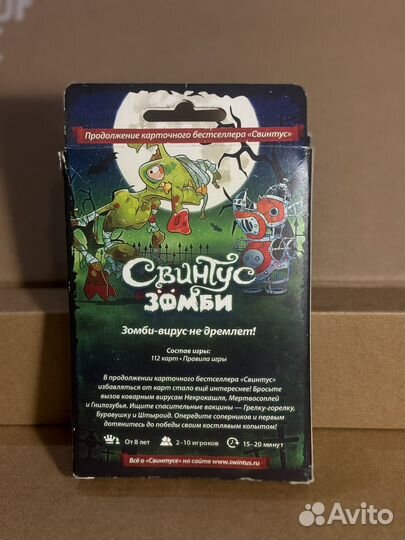 Продолжение карточного бестселлера «Свинтус»
Свинтус
ЗОМБИ
Зомби-вирус не дремлет!
Состав игры:
112 карт • Правила игры
В продолжении карточного бестселлера «Свинтус»
избавляться от карт стало ещё интереснее! Бросьте
вызов коварным вирусам Некрокашля, Мертвосоплей
и Гнилозубья. Ищите спасительные вакцины — Грелку-горелку,
Буравушку и Штыроид. Опередите соперников и первым
дотянитесь до победы своим костлявым копытом!
От 8 лет
2–10 игроков
15–20 минут
Всё о «Свинтусе» на сайте www.swintus.ru
Avito